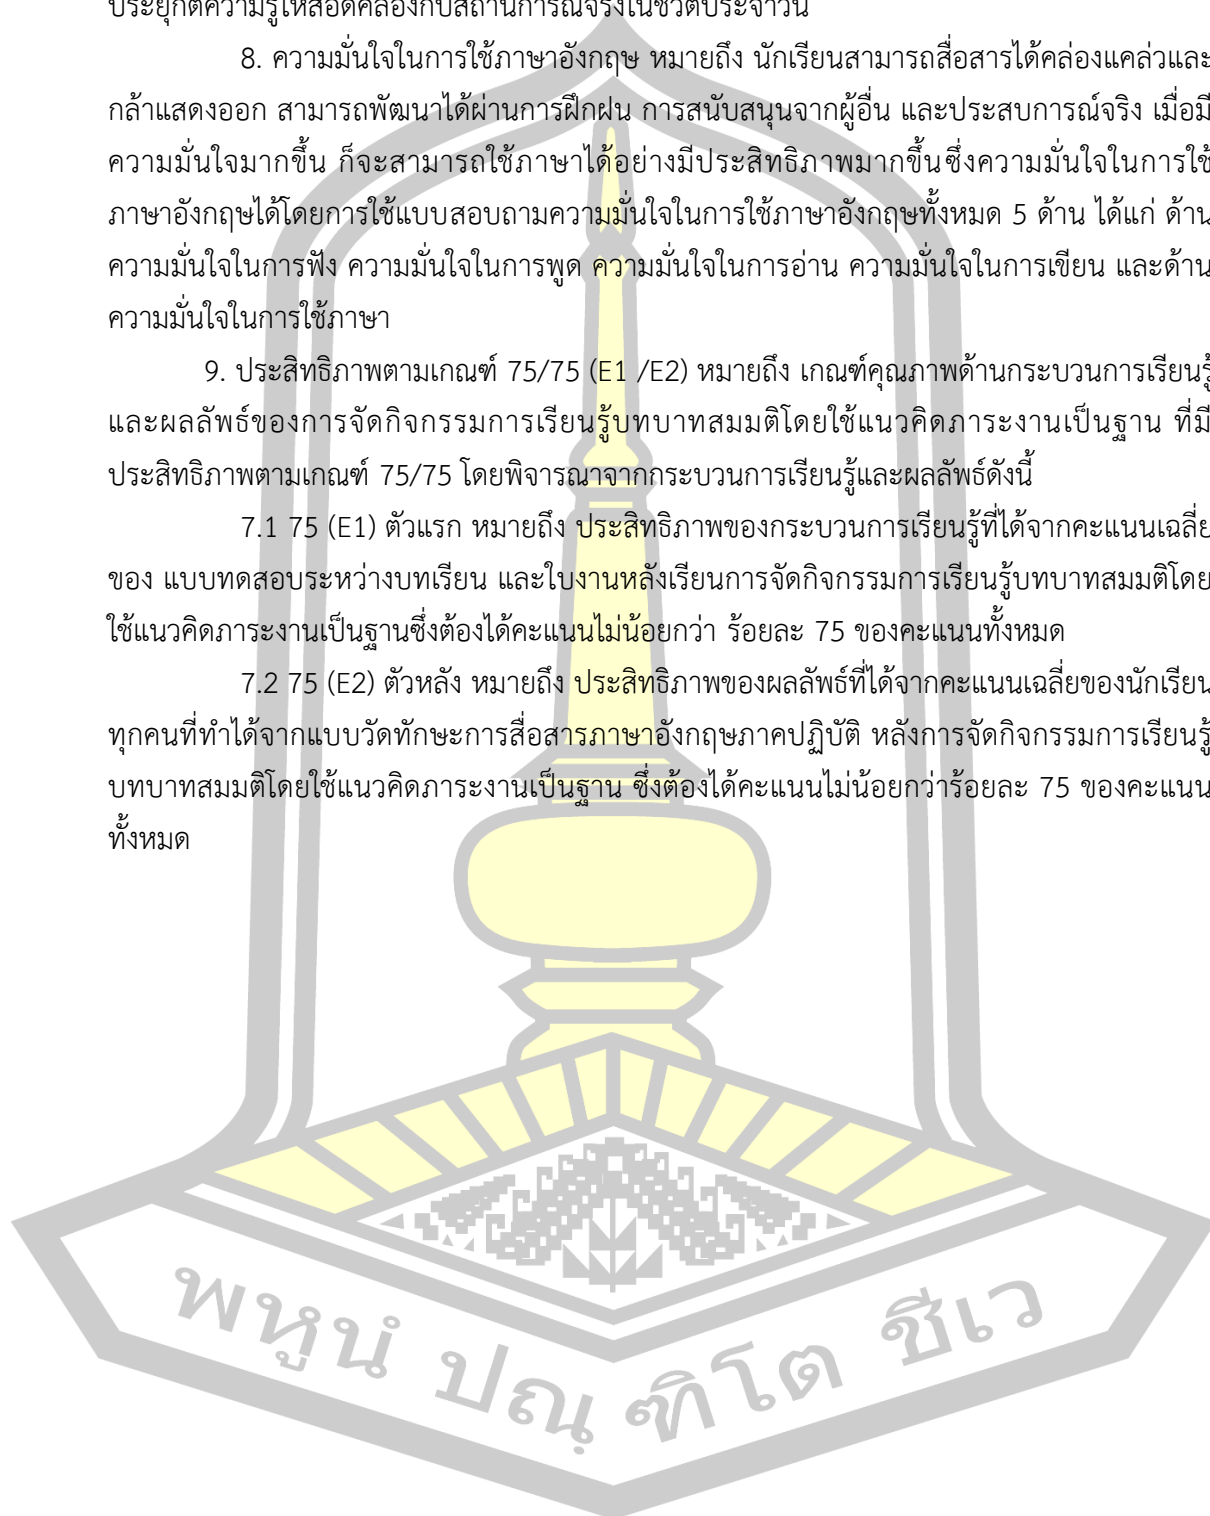 ประยุกต์ความรู้ให้สอดคล้องกับสถานการณ์จริงในชีวิตประจำวัน
8. ความมั่นใจในการใช้ภาษาอังกฤษ หมายถึง นักเรียนสามารถสื่อสารได้คล่องแคล่วและ
กล้าแสดงออก สามารถพัฒนาได้ผ่านการฝึกฝน การสนับสนุนจากผู้อื่น และประสบการณ์จริง เมื่อมี
ความมั่นใจมากขึ้น ก็จะสามารถใช้ภาษาได้อย่างมีประสิทธิภาพมากขึ้นซึ่งความมั่นใจในการใช้
ภาษาอังกฤษได้โดยการใช้แบบสอบถามความมั่นใจในการใช้ภาษาอังกฤษทั้งหมด 5 ด้าน ได้แก่ ด้าน
ความมั่นใจในการฟัง ความมั่นใจในการพูด ความมั่นใจในการอ่าน ความมั่นใจในการเขียน และด้าน
ความมั่นใจในการใช้ภาษา
9. ประสิทธิภาพตามเกณฑ์ 75/75 (E1 /E2) หมายถึง เกณฑ์คุณภาพด้านกระบวนการเรียนรู้
และผลลัพธ์ของการจัดกิจกรรมการเรียนรู้บทบาทสมมติโดยใช้แนวคิดภาระงานเป็นฐาน ที่มี
ประสิทธิภาพตามเกณฑ์ 75/75 โดยพิจารณาจากกระบวนการเรียนรู้และผลลัพธ์ดังนี้
7.1 75 (E1) ตัวแรก หมายถึง ประสิทธิภาพของกระบวนการเรียนรู้ที่ได้จากคะแนนเฉลี่ย
ของ แบบทดสอบระหว่างบทเรียน และใบงานหลังเรียนการจัดกิจกรรมการเรียนรู้บทบาทสมมติโดย
ใช้แนวคิดภาระงานเป็นฐานซึ่งต้องได้คะแนนไม่น้อยกว่า ร้อยละ 75 ของคะแนนทั้งหมด
7.2 75 (E2) ตัวหลัง หมายถึง ประสิทธิภาพของผลลัพธ์ที่ได้จากคะแนนเฉลี่ยของนักเรียน
ทุกคนที่ทำได้จากแบบวัดทักษะการสื่อสารภาษาอังกฤษภาคปฏิบัติ หลังการจัดกิจกรรมการเรียนรู้
บทบาทสมมติโดยใช้แนวคิดภาระงานเป็นฐาน ซึ่งต้องได้คะแนนไม่น้อยกว่าร้อยละ 75 ของคะแนน
ทั้งหมด
พหูนํ ปณฺฑิโต ชีเว